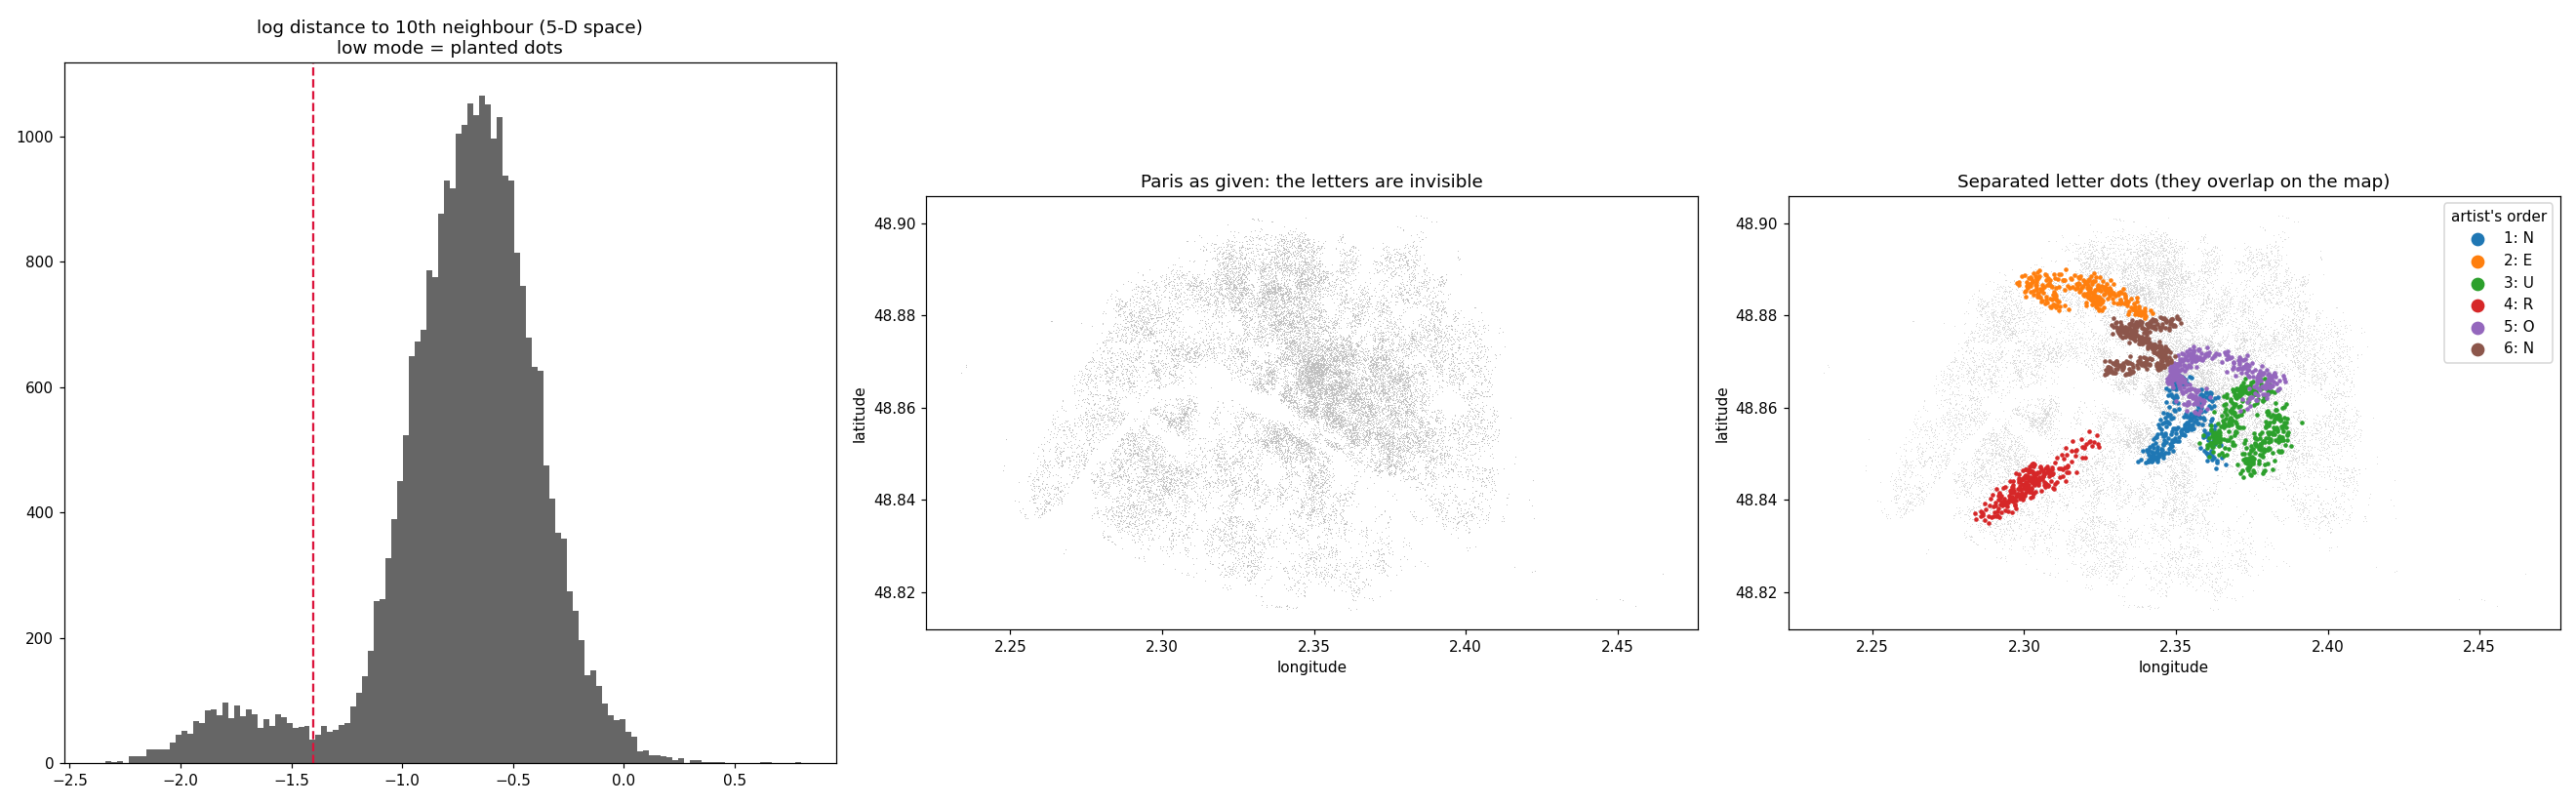 log distance to 10th neighbour (5-D space)
low mode = planted dots
1000
800
600
400
200
0
−2.5 −2.0 −1.5 −1.0 −0.5 0.0 0.5
Paris as given: the letters are invisible
latitude
48.90
48.88
48.86
48.84
48.82
2.25 2.30 2.35 2.40 2.45
longitude
Separated letter dots (they overlap on the map)
latitude
48.90
48.88
48.86
48.84
48.82
artist's order
1: N
2: E
3: U
4: R
5: O
6: N
2.25 2.30 2.35 2.40 2.45
longitude